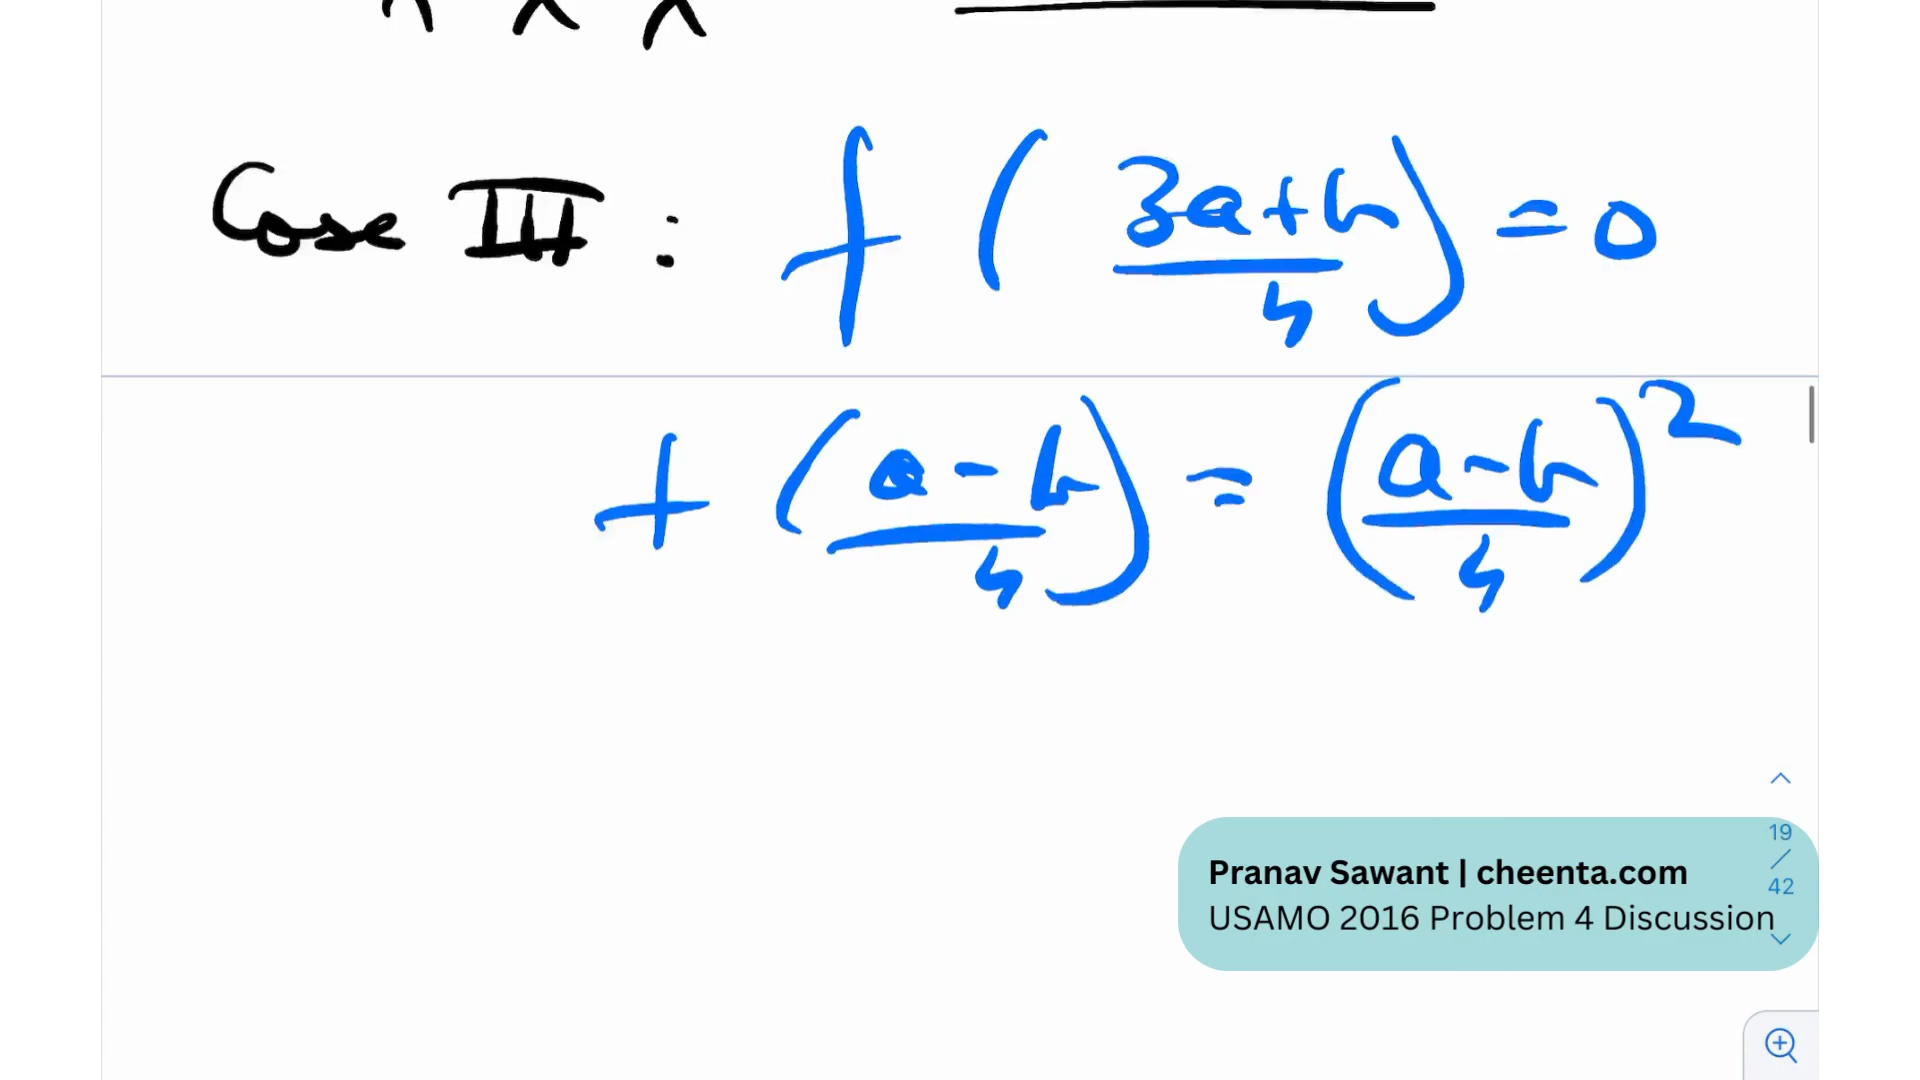 Case III : f (3a+b/4) = 0
f (a-b/4) = (a-b/4)^2
19
/
42
Pranav Sawant | cheenta.com
USAMO 2016 Problem 4 Discussion